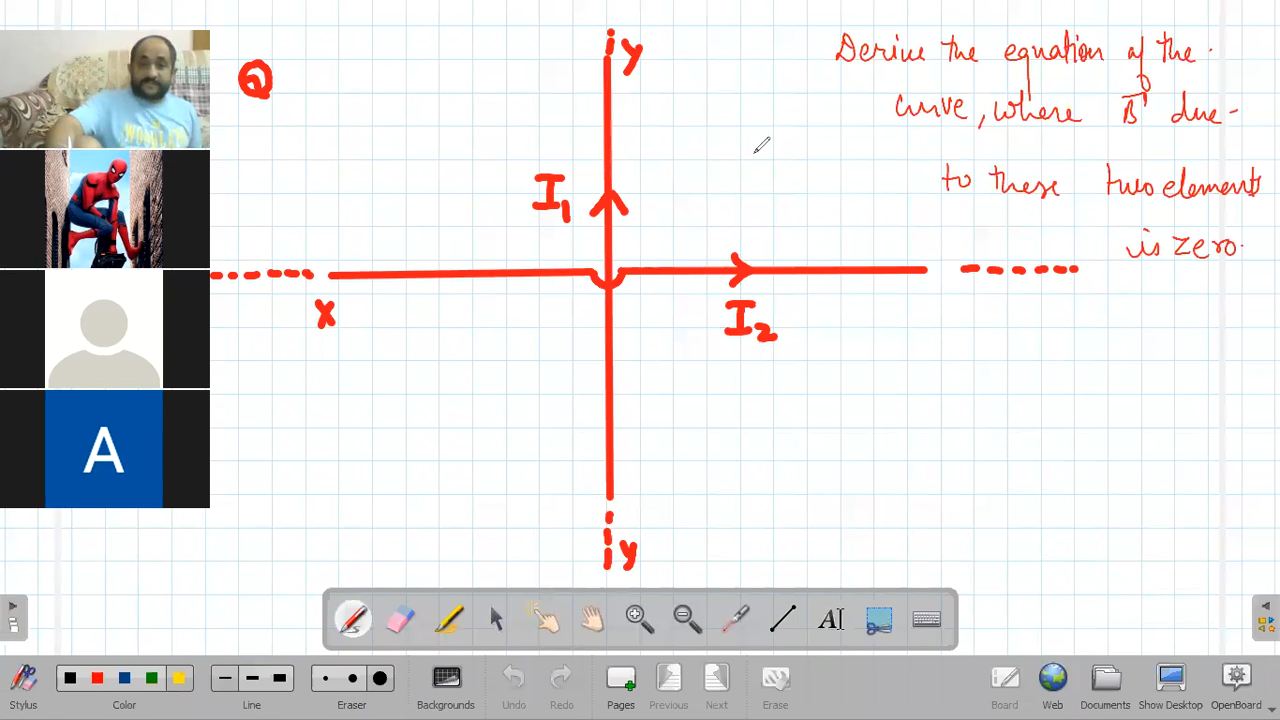 Q
iy
Derive the equation of the
curve, where B due
to these two elements
is zero.
I1
I2
X
iy
A
Stylus
Color
Line
Eraser
Backgrounds
Undo
Redo
Pages
Previous
Next
Erase
Board
Web
Documents
Show Desktop
OpenBoard